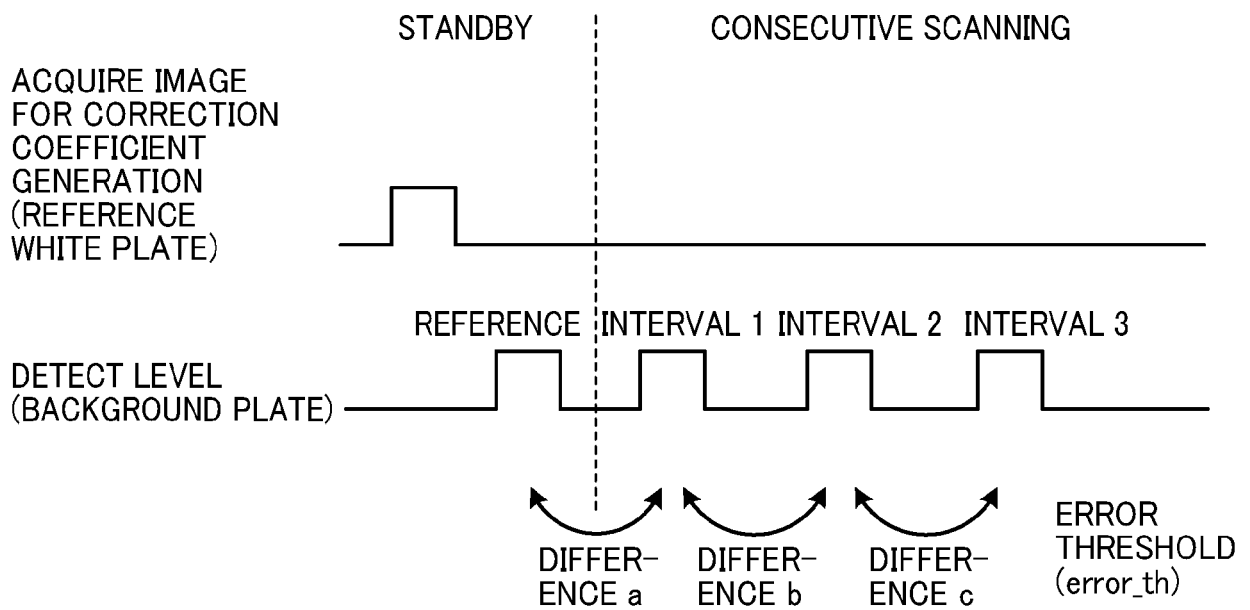 STANDBY
CONSECUTIVE SCANNING
ACQUIRE IMAGE
FOR CORRECTION
COEFFICIENT
GENERATION
(REFERENCE
WHITE PLATE)
REFERENCE
INTERVAL 1
INTERVAL 2
INTERVAL 3
DETECT LEVEL
(BACKGROUND PLATE)
DIFFER-
ENCE a
DIFFER-
ENCE b
DIFFER-
ENCE c
ERROR
THRESHOLD
(error_th)